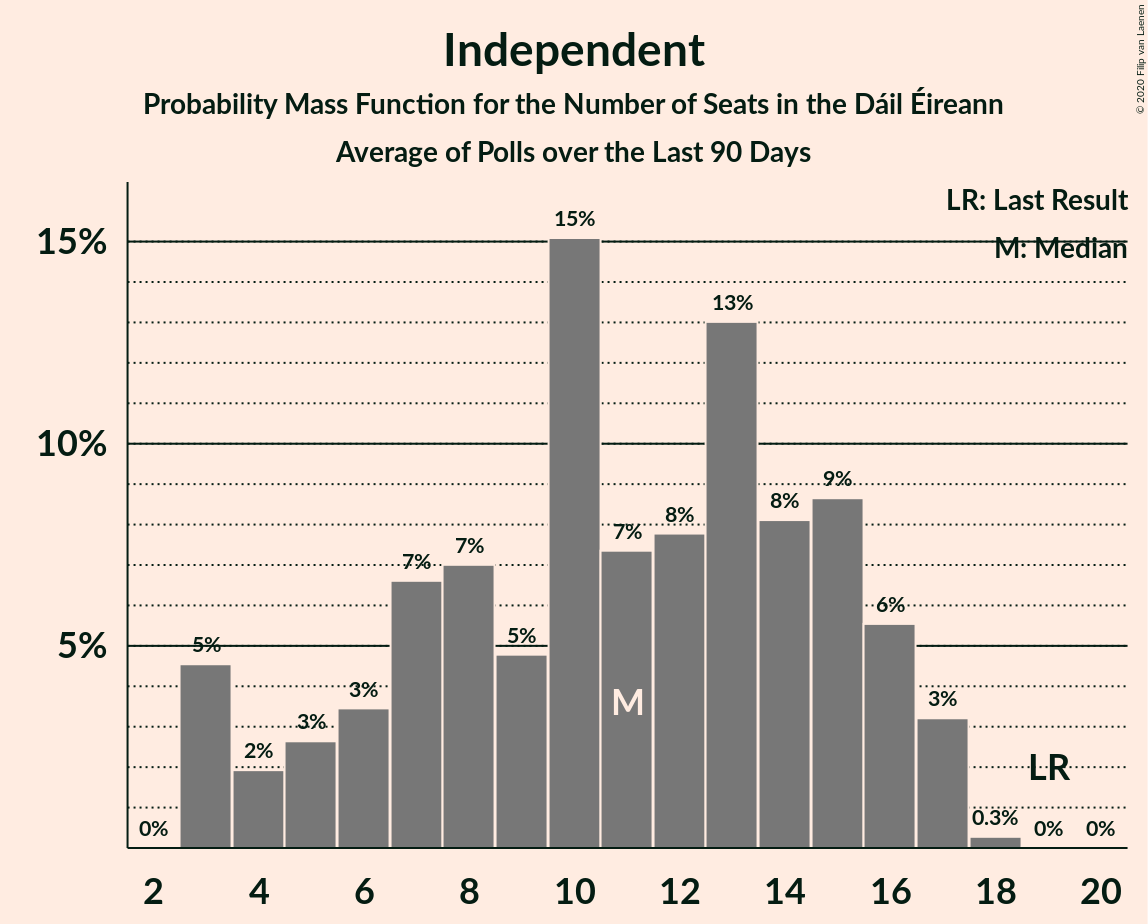 Independent
Probability Mass Function for the Number of Seats in the Dáil Éireann
Average of Polls over the Last 90 Days
© 2020 Filip van Laenen
LR: Last Result
M: Median
15%
10%
5%
0%
5%
2%
3%
3%
7%
7%
5%
15%
7%
8%
13%
8%
9%
6%
3%
0.3%
0%
0%
M
LR
2 4 6 8 10 12 14 16 18 20